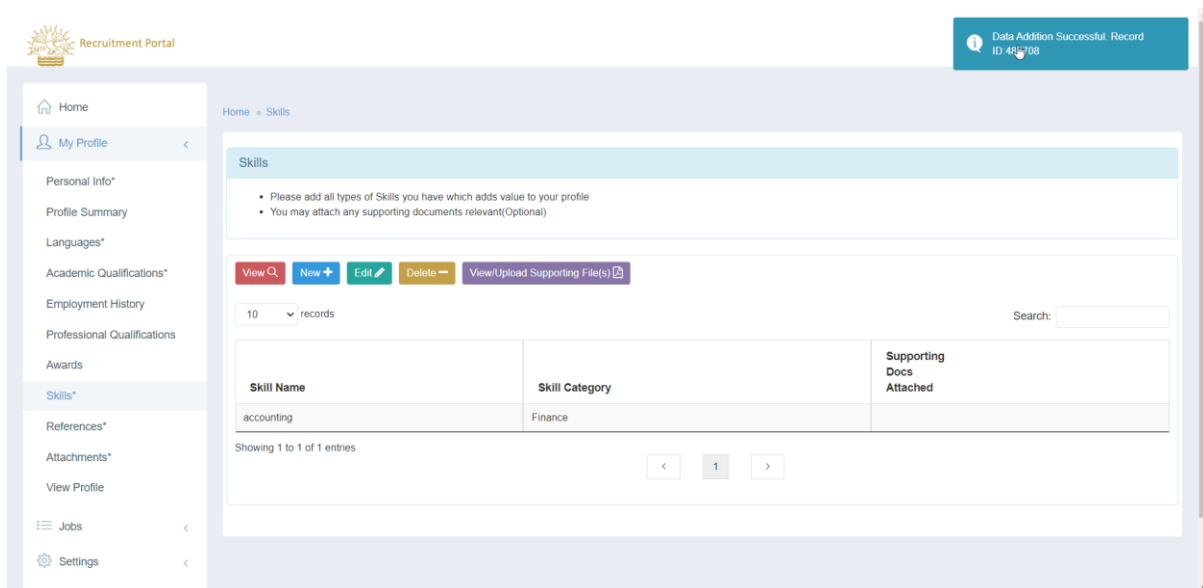 Recruitment Portal
Data Addition Successful. Record
Home
My Profile
Personal Info*
Profile Summary
Languages*
Academic Qualifications*
Employment History
Professional Qualifications
Awards
Skills*
References*
Attachments*
View Profile
Jobs
Settings
Home Skills
Skills
Please add all types of Skills you have which adds value to your profile
You may attach any supporting documents relevant(Optional)
View New Edit Delete View/Upload Supporting File(s)
10 records Search:
Skill Name Skill Category Supporting Docs Attached
accounting Finance
Showing 1 to 1 of 1 entries
< 1 >